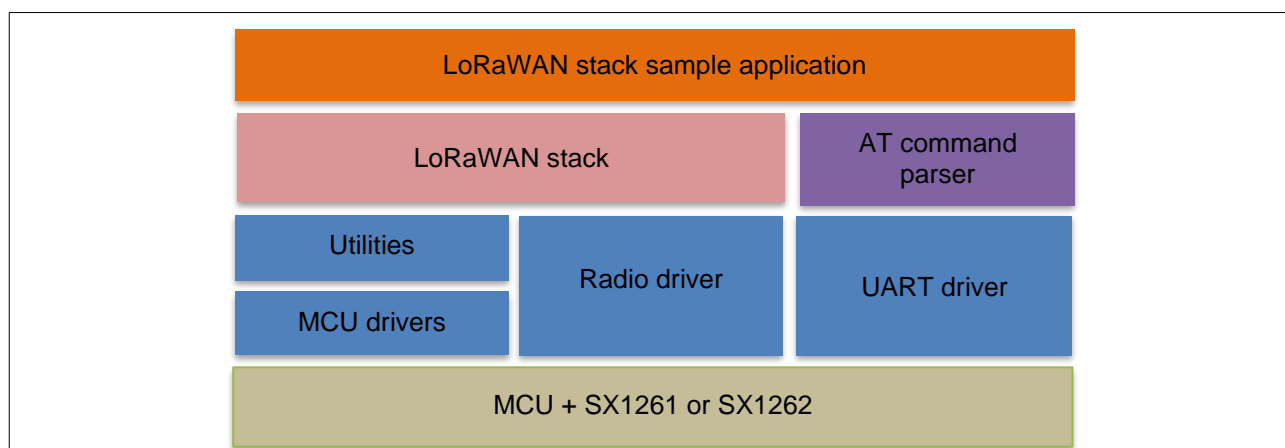 LoRaWAN stack sample application
LoRaWAN stack
AT command
parser
Utilities
Radio driver
UART driver
MCU drivers
MCU + SX1261 or SX1262